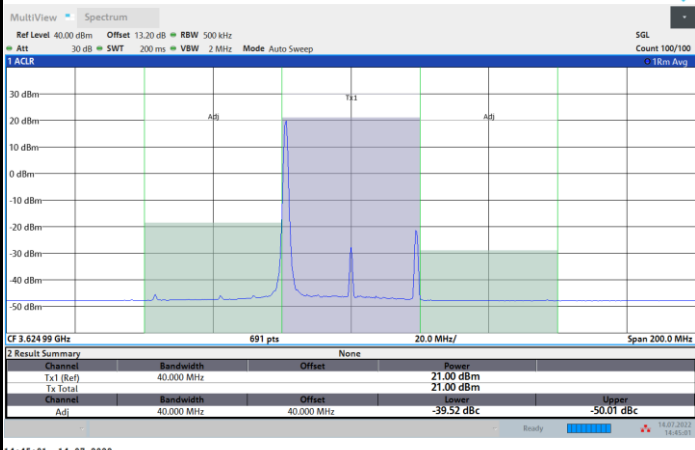 MultiView Spectrum
Ref Level 40.00 dBm Offset 13.20 dB RBW 500 kHz SGL
Att 30 dB SWT 200 ms VBW 2 MHz Mode Auto Sweep Count 100/100
1 ACLR 1Rm Avg
30 dBm
Tx1
20 dBm
Adj Adj
10 dBm
0 dBm
-10 dBm
-20 dBm
-30 dBm
-40 dBm
-50 dBm
CF 3.624 99 GHz 691 pts 20.0 MHz/ Span 200.0 MHz
2 Result Summary None
Channel Bandwidth Offset Power
Tx1 (Ref) 40.000 MHz 21.00 dBm
Tx Total 21.00 dBm
Channel Bandwidth Offset Lower Upper
Adj 40.000 MHz 40.000 MHz -39.52 dBc -50.01 dBc
Ready 14.07.2022
14:45:01